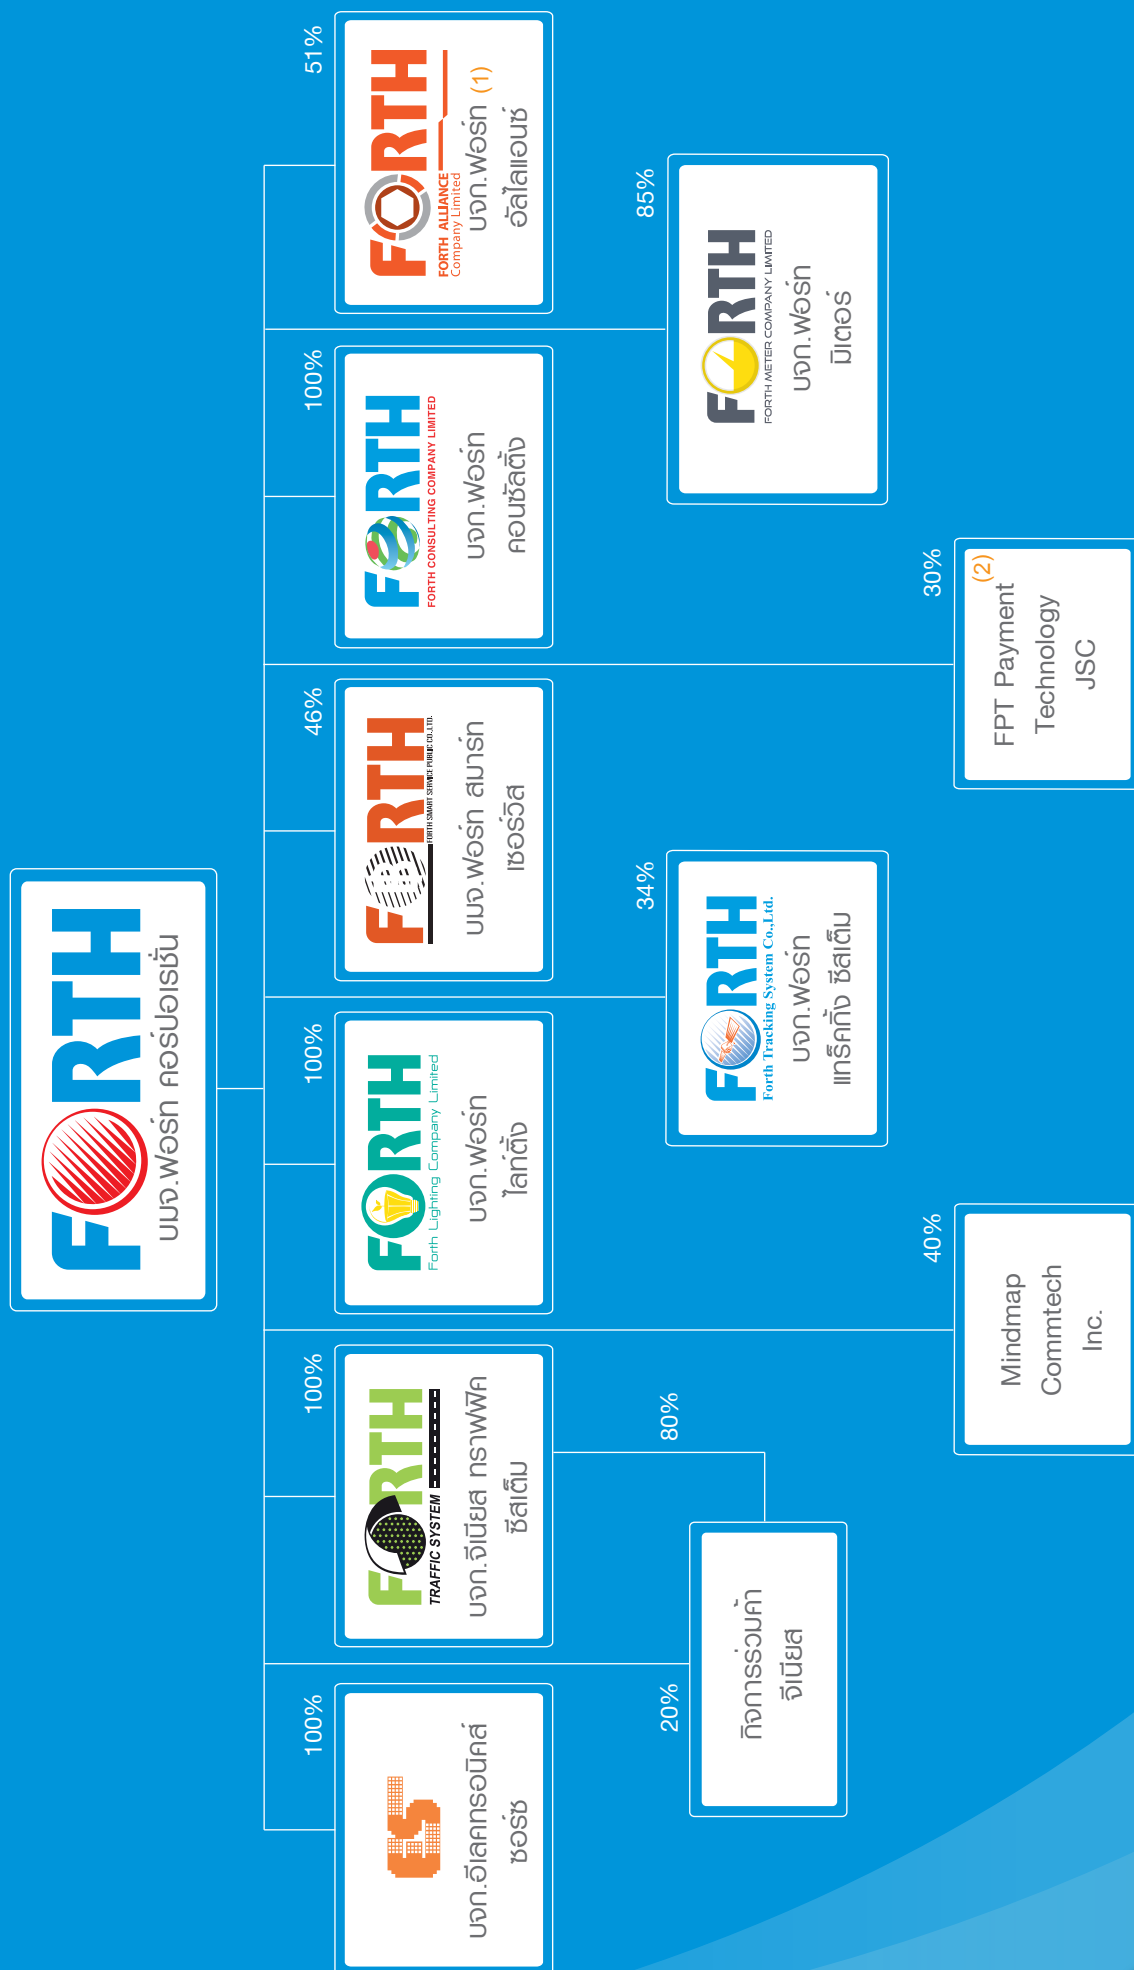 FORTH
บมจ.ฟอร์ท คอร์ปอเรชั่น
100%
ES
บจก.อีเลคทรอนิคส์
ซอร์ซ
100%
FORTH
TRAFFIC SYSTEM
บจก.จีเนียส ทราฟฟิค
ซีสเต็ม
100%
FORTH
Forth Lighting Company Limited
บจก.ฟอร์ท
ไลท์ติ้ง
46%
FORTH
FORTH SMART SERVICE PUBLIC CO.,LTD.
บมจ.ฟอร์ท สมาร์ท
เซอร์วิส
100%
FORTH
FORTH CONSULTING COMPANY LIMITED
บจก.ฟอร์ท
คอนซัลติ้ง
51%
FORTH
FORTH ALLIANCE
Company Limited
บจก.ฟอร์ท (1)
อัลไลแอนซ์
20%
80%
กิจการร่วมค้า
จีเนียส
34%
FORTH
Forth Tracking System Co.,Ltd.
บจก.ฟอร์ท
แทร็คกิ้ง ซีสเต็ม
85%
FORTH
FORTH METER COMPANY LIMITED
บจก.ฟอร์ท
มิเตอร์
40%
Mindmap
Commtech
Inc.
30%
(2)
FPT Payment
Technology
JSC